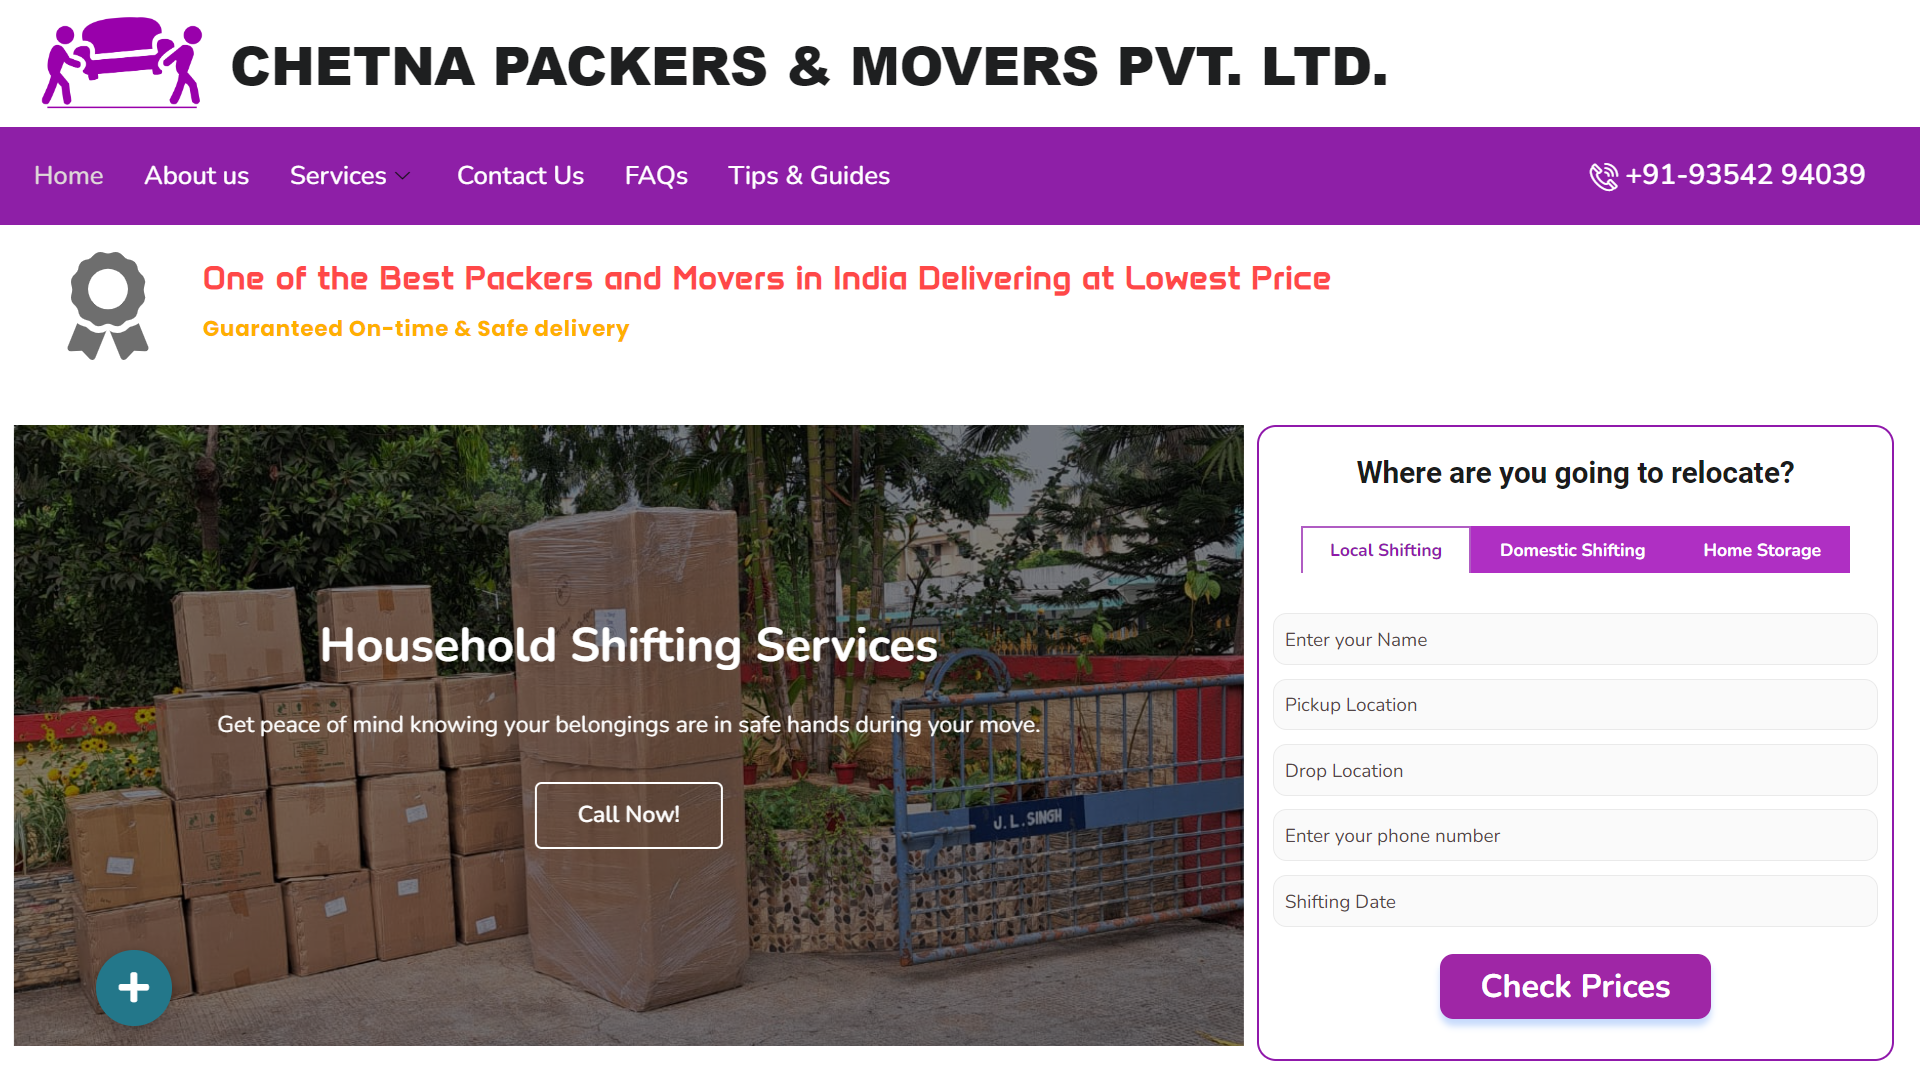 CHETNA PACKERS & MOVERS PVT. LTD.
Home About us Services Contact Us FAQs Tips & Guides +91-93542 94039
One of the Best Packers and Movers in India Delivering at Lowest Price
Guaranteed On-time & Safe delivery
Household Shifting Services
Get peace of mind knowing your belongings are in safe hands during your move.
Call Now!
J. L. SINGH
Where are you going to relocate?
Local Shifting Domestic Shifting Home Storage
Enter your Name
Pickup Location
Drop Location
Enter your phone number
Shifting Date
Check Prices